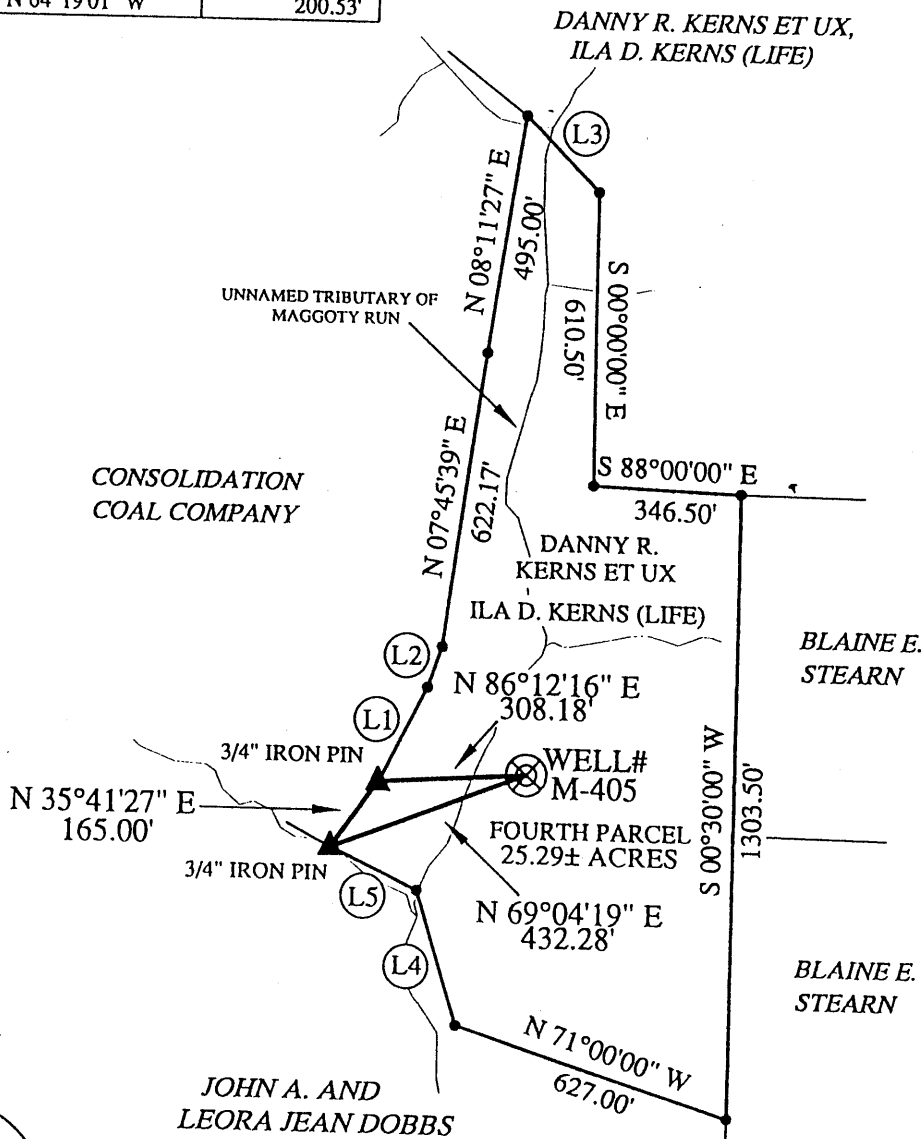 N 64°19'01" W 200.53'
DANNY R. KERNS ET UX,
ILA D. KERNS (LIFE)
L3
N 08°11'27" E
495.00'
UNNAMED TRIBUTARY OF
MAGGOTY RUN
S 00°00'00" E
610.50'
S 88°00'00" E
346.50'
CONSOLIDATION
COAL COMPANY
N 07°45'39" E
622.17'
DANNY R.
KERNS ET UX
ILA D. KERNS (LIFE)
BLAINE E.
STEARN
L2
N 86°12'16" E
308.18'
L1
3/4" IRON PIN
WELL#
M-405
N 35°41'27" E
165.00'
S 00°30'00" W
1303.50'
FOURTH PARCEL
25.29± ACRES
3/4" IRON PIN
L5
N 69°04'19" E
432.28'
L4
BLAINE E.
STEARN
N 71°00'00" W
627.00'
JOHN A. AND
LEORA JEAN DOBBS